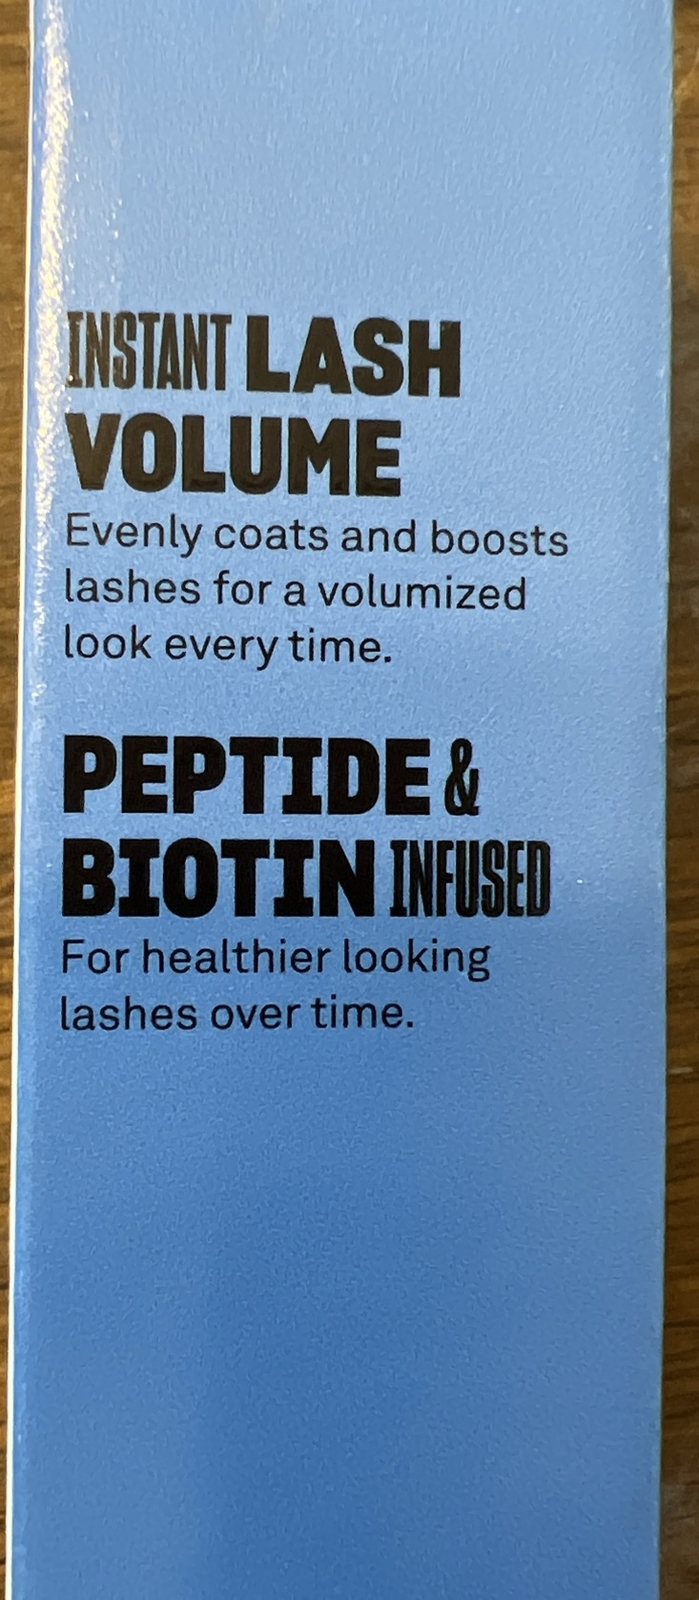 INSTANT LASH
VOLUME
Evenly coats and boosts
lashes for a volumized
look every time.
PEPTIDE &
BIOTIN INFUSED
For healthier looking
lashes over time.